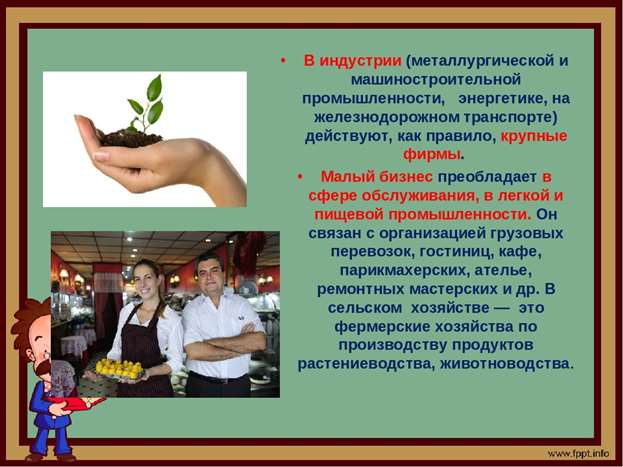 • В индустрии (металлургической и
машиностроительной
промышленности, энергетике, на
железнодорожном транспорте)
действуют, как правило, крупные
фирмы.
• Малый бизнес преобладает в
сфере обслуживания, в легкой и
пищевой промышленности. Он
связан с организацией грузовых
перевозок, гостиниц, кафе,
парикмахерских, ателье,
ремонтных мастерских и др. В
сельском хозяйстве — это
фермерские хозяйства по
производству продуктов
растениеводства, животноводства.
www.fppt.info